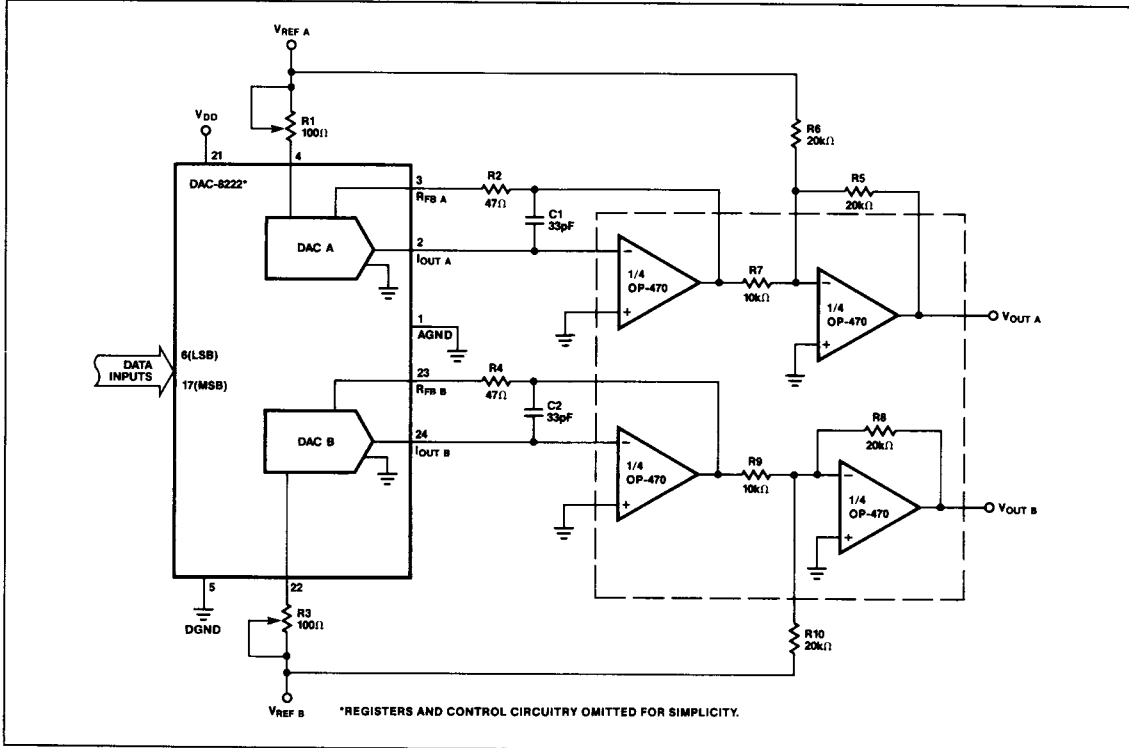 VREF A
R1
100Ω
VDD
21
4
DAC-8222*
DAC A
3
RFB A
R2
47Ω
C1
33pF
2
IOUT A
1
AGND
R6
20kΩ
R5
20kΩ
R7
10kΩ
−
1/4
OP-470
+
−
1/4
OP-470
+
VOUT A
DATA
INPUTS
6(LSB)
17(MSB)
23
RFB B
R4
47Ω
C2
33pF
DAC B
24
IOUT B
R8
20kΩ
R9
10kΩ
−
1/4
OP-470
+
−
1/4
OP-470
+
VOUT B
5
DGND
22
R3
100Ω
R10
20kΩ
VREF B
*REGISTERS AND CONTROL CIRCUITRY OMITTED FOR SIMPLICITY.